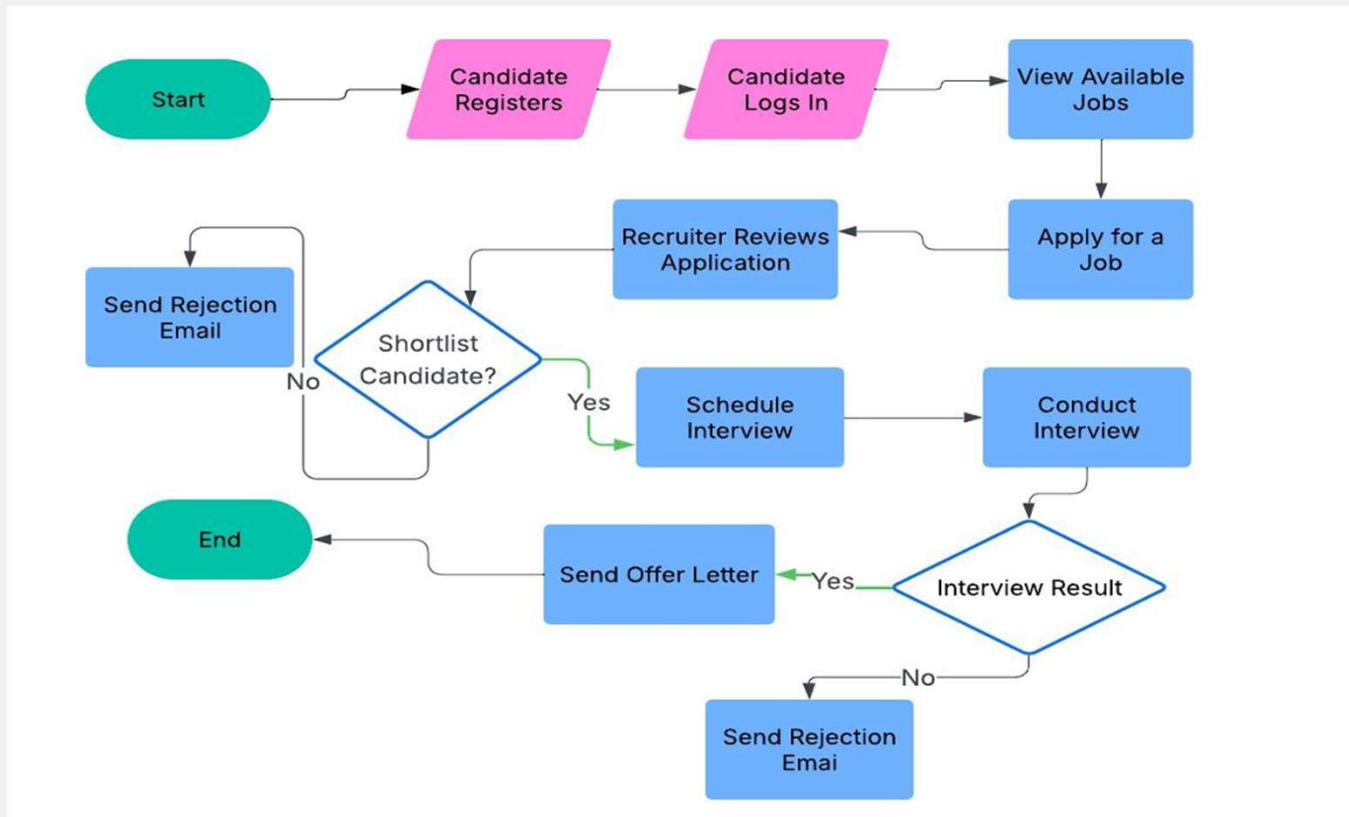 Start
Candidate
Registers
Candidate
Logs In
View Available
Jobs
Recruiter Reviews
Application
Apply for a
Job
Send Rejection
Email
Shortlist
Candidate?
No
Yes
Schedule
Interview
Conduct
Interview
End
Send Offer Letter
Yes
Interview Result
No
Send Rejection
Emai